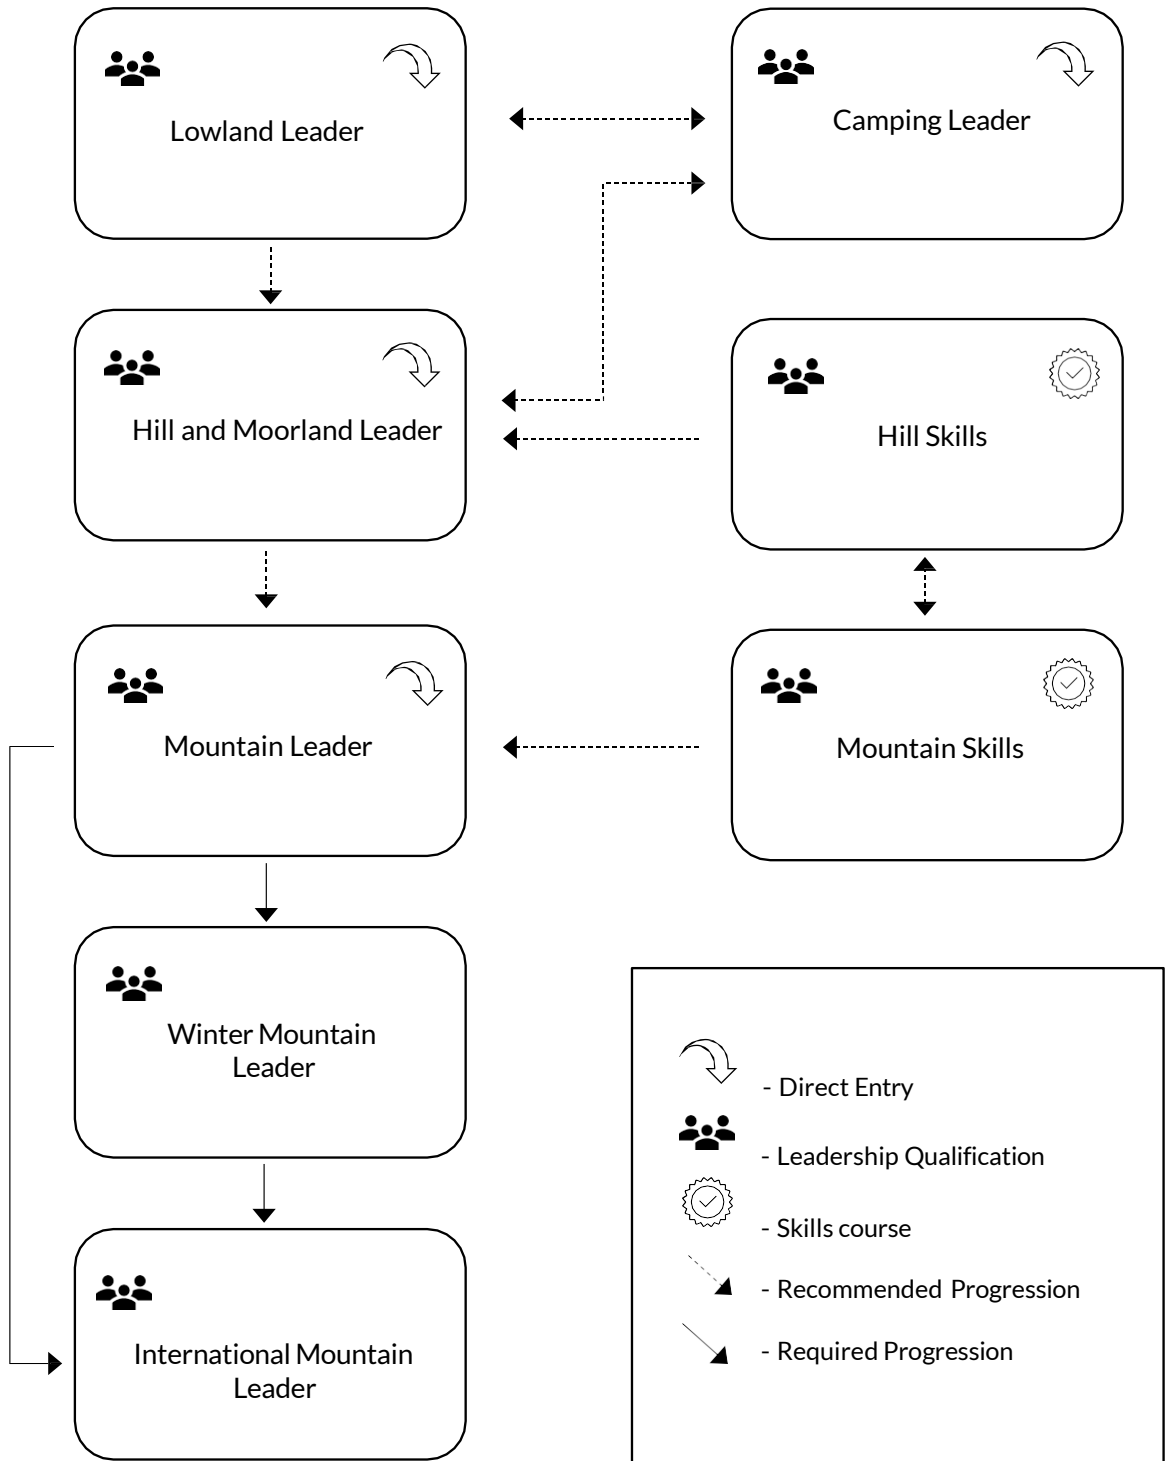 Lowland Leader
Camping Leader
Hill and Moorland Leader
Hill Skills
Mountain Leader
Mountain Skills
Winter Mountain
Leader
International Mountain
Leader
- Direct Entry
- Leadership Qualification
- Skills course
- Recommended Progression
- Required Progression